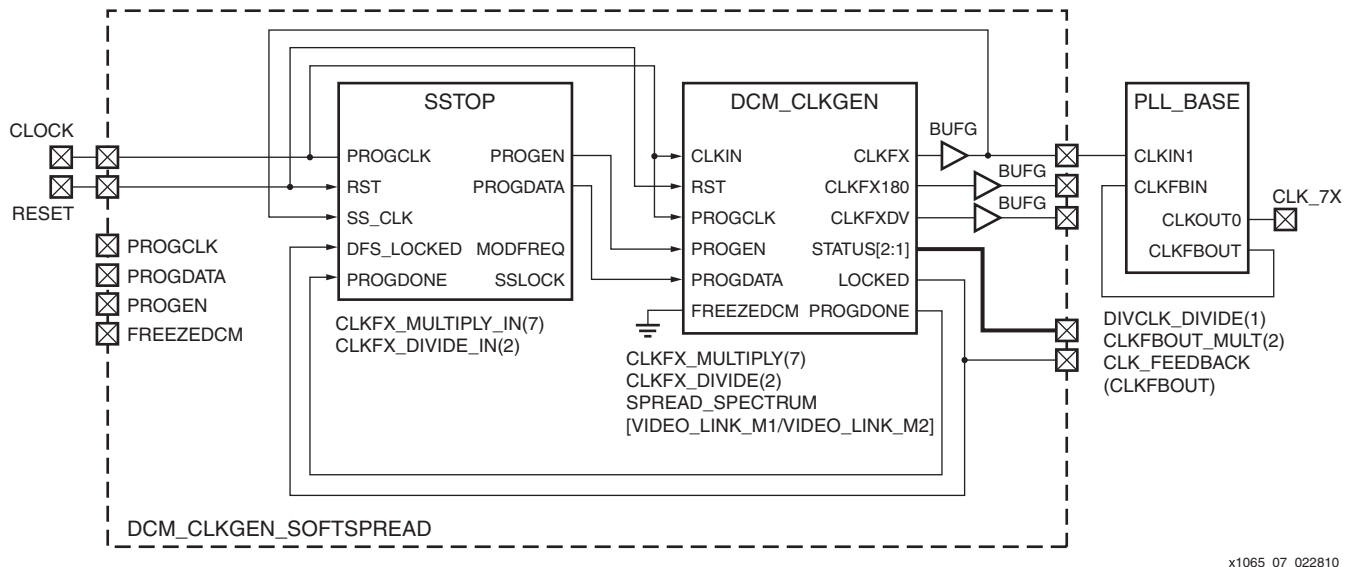 CLOCK
RESET
PROGCLK
PROGDATA
PROGEN
FREEZEDCM
SSTOP
PROGCLK PROGEN
RST PROGDATA
SS_CLK
DFS_LOCKED MODFREQ
PROGDONE SSLOCK
CLKFX_MULTIPLY_IN(7)
CLKFX_DIVIDE_IN(2)
DCM_CLKGEN
CLKIN CLKFX
RST CLKFX180
PROGCLK CLKFXDV
PROGEN STATUS[2:1]
PROGDATA LOCKED
FREEZEDCM PROGDONE
CLKFX_MULTIPLY(7)
CLKFX_DIVIDE(2)
SPREAD_SPECTRUM
[VIDEO_LINK_M1/VIDEO_LINK_M2]
BUFG
BUFG
BUFG
PLL_BASE
CLKIN1
CLKFBIN
CLKOUT0
CLKFBOUT
CLK_7X
DIVCLK_DIVIDE(1)
CLKFBOUT_MULT(2)
CLK_FEEDBACK
(CLKFBOUT)
DCM_CLKGEN_SOFTSPREAD
x1065_07_022810